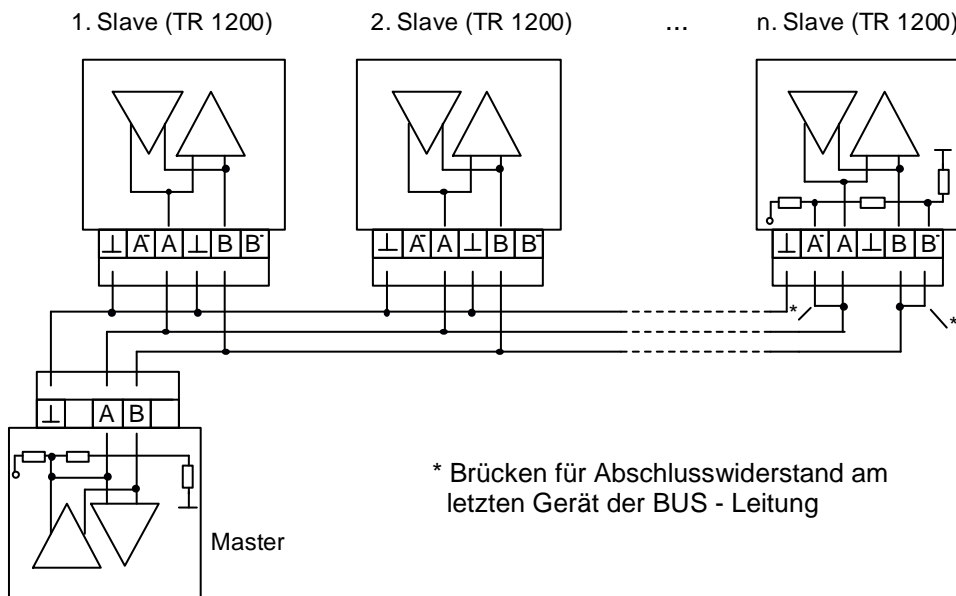 1. Slave (TR 1200) 2. Slave (TR 1200) ... n. Slave (TR 1200)
⊥ A⁻ A ⊥ B B⁻ ⊥ A⁻ A ⊥ B B⁻ ⊥ A⁻ A ⊥ B B⁻
* *
⊥ A B
* Brücken für Abschlusswiderstand am
letzten Gerät der BUS - Leitung
Master